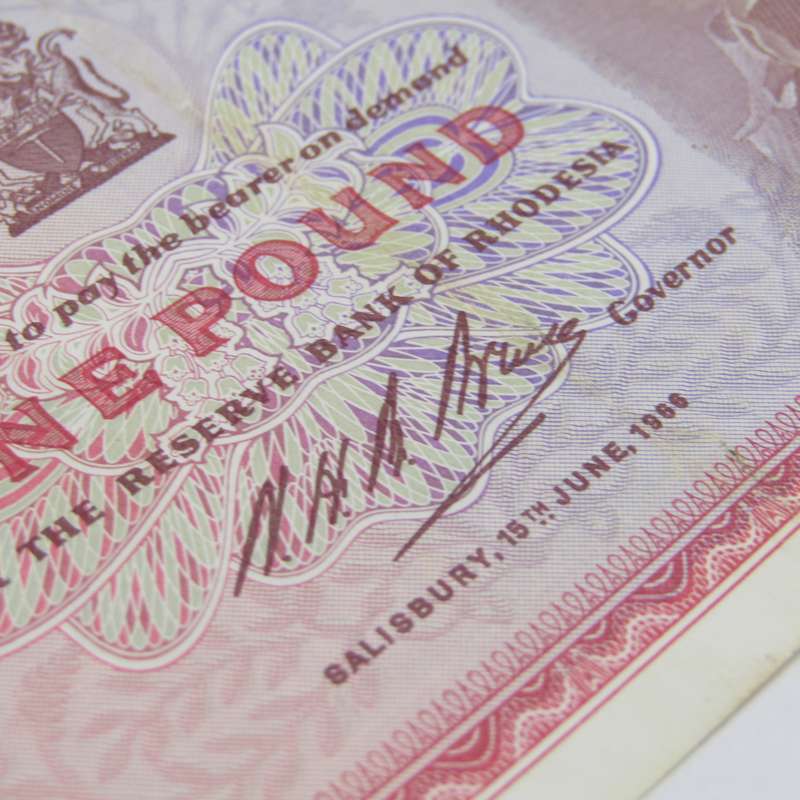 to pay the bearer on demand
NE POUND
THE RESERVE BANK OF RHODESIA
Governor
SALISBURY, 15TH JUNE, 1966